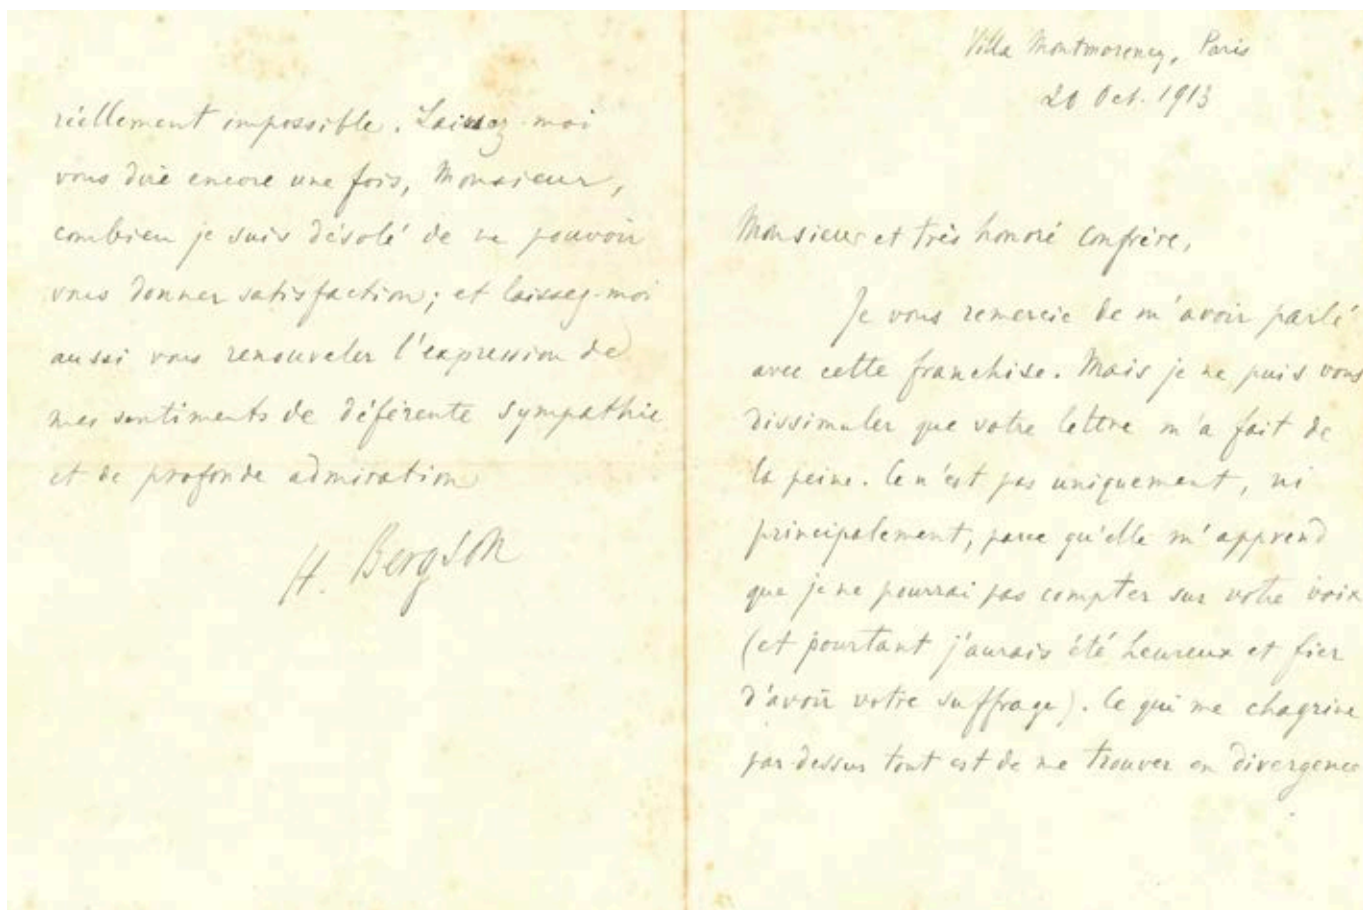 Villa Montmorency, Paris
20 Oct. 1913
Monsieur et très honoré Confrère,
Je vous remercie de m'avoir parlé
avec cette franchise. Mais je ne puis vous
dissimuler que votre lettre m'a fait de
la peine. Ce n'est pas uniquement, ni
principalement, parce qu'elle m'apprend
que je ne pourrai pas compter sur votre voix
(et pourtant j'aurais été heureux et fier
d'avoir votre suffrage). Ce qui me chagrine
par-dessus tout est de me trouver en divergence
réellement impossible. Laissez-moi
vous dire encore une fois, Monsieur,
combien je suis désolé de ne pouvoir
vous donner satisfaction; et laissez-moi
aussi vous renouveler l'expression de
mes sentiments de déférente sympathie
et de profonde admiration
H. Bergson